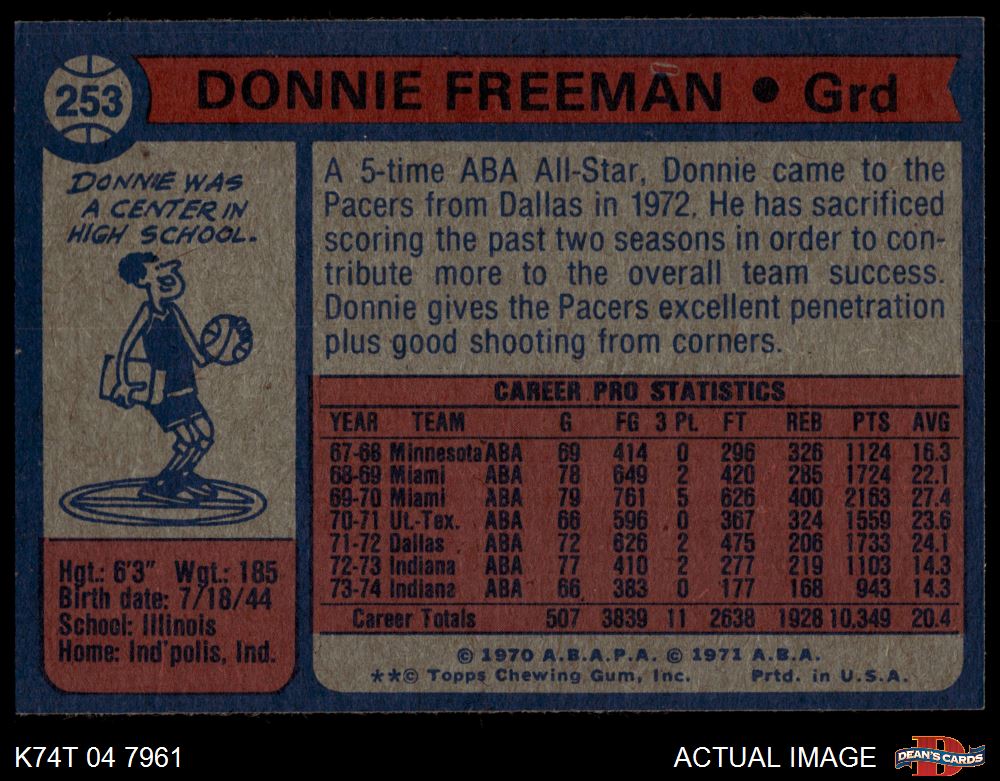 253
DONNIE FREEMAN ● Grd
DONNIE WAS
A CENTER IN
HIGH SCHOOL.
Hgt.: 6'3" Wgt.: 185
Birth date: 7/18/44
School: Illinois
Home: Ind'polis, Ind.
A 5-time ABA All-Star, Donnie came to the
Pacers from Dallas in 1972. He has sacrificed
scoring the past two seasons in order to con-
tribute more to the overall team success.
Donnie gives the Pacers excellent penetration
plus good shooting from corners.
CAREER PRO STATISTICS
YEAR TEAM G FG 3 Pt. FT REB PTS AVG
67-68 Minnesota ABA 69 414 0 296 326 1124 16.3
68-69 Miami ABA 78 649 2 420 285 1724 22.1
69-70 Miami ABA 79 761 5 626 400 2163 27.4
70-71 Ut.-Tex. ABA 66 596 0 367 324 1559 23.6
71-72 Dallas ABA 72 626 2 475 206 1733 24.1
72-73 Indiana ABA 77 410 2 277 219 1103 14.3
73-74 Indiana ABA 66 383 0 177 168 943 14.3
Career Totals 507 3839 11 2638 1928 10,349 20.4
© 1970 A.B.A.P.A. © 1971 A.B.A.
**© Topps Chewing Gum, Inc. Prtd. in U.S.A.
K74T 04 7961
ACTUAL IMAGE
D
DEAN'S CARDS